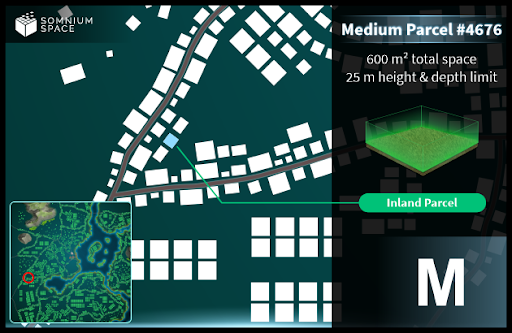 SOMNIUM
SPACE
Medium Parcel #4676
600 m² total space
25 m height & depth limit
Inland Parcel
M